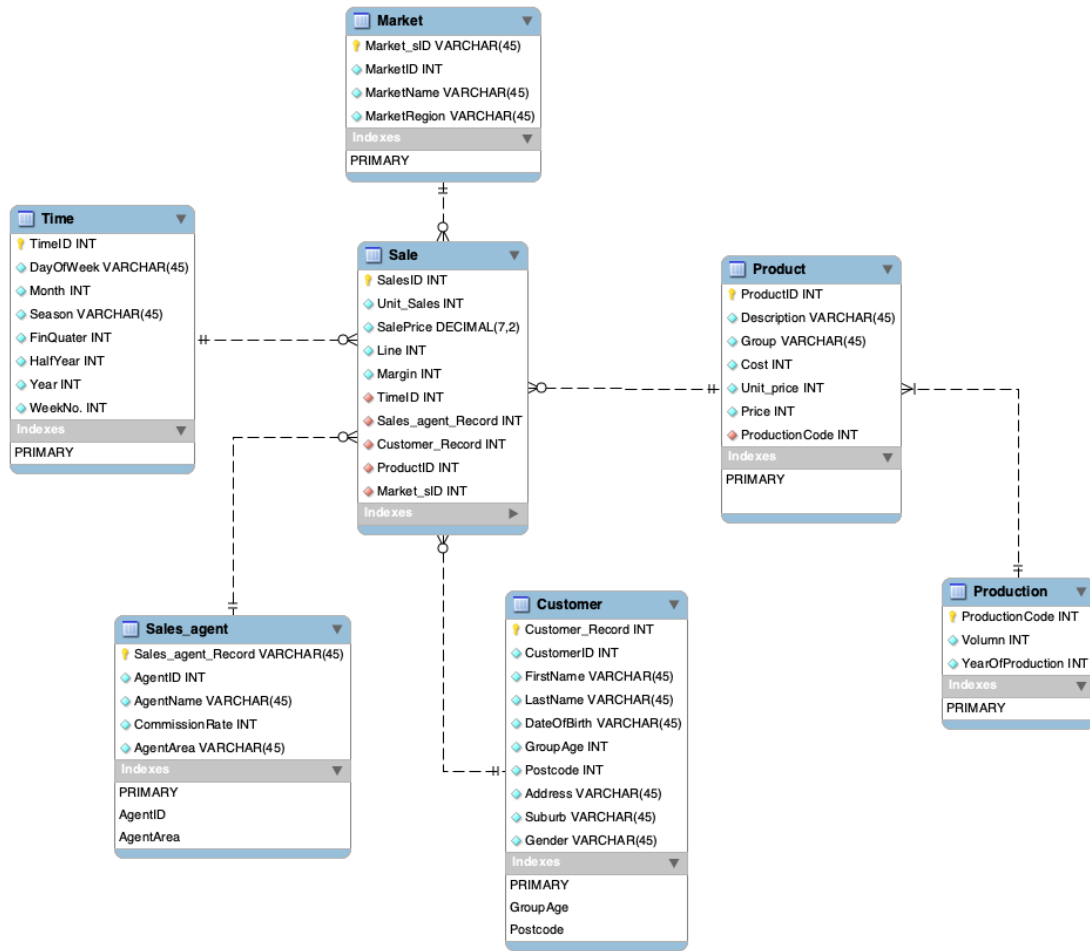 Market
Market_sID VARCHAR(45)
MarketID INT
MarketName VARCHAR(45)
MarketRegion VARCHAR(45)
Indexes
PRIMARY
Time
TimeID INT
DayOfWeek VARCHAR(45)
Month INT
Season VARCHAR(45)
FinQuater INT
HalfYear INT
Year INT
WeekNo. INT
Indexes
PRIMARY
Sale
SalesID INT
Unit_Sales INT
SalePrice DECIMAL(7,2)
Line INT
Margin INT
TimeID INT
Sales_agent_Record INT
Customer_Record INT
ProductID INT
Market_sID INT
Indexes
Product
ProductID INT
Description VARCHAR(45)
Group VARCHAR(45)
Cost INT
Unit_price INT
Price INT
ProductionCode INT
Indexes
PRIMARY
Sales_agent
Sales_agent_Record VARCHAR(45)
AgentID INT
AgentName VARCHAR(45)
CommissionRate INT
AgentArea VARCHAR(45)
Indexes
PRIMARY
AgentID
AgentArea
Customer
Customer_Record INT
CustomerID INT
FirstName VARCHAR(45)
LastName VARCHAR(45)
DateOfBirth VARCHAR(45)
GroupAge INT
Postcode INT
Address VARCHAR(45)
Suburb VARCHAR(45)
Gender VARCHAR(45)
Indexes
PRIMARY
GroupAge
Postcode
Production
ProductionCode INT
Volumn INT
YearOfProduction INT
Indexes
PRIMARY